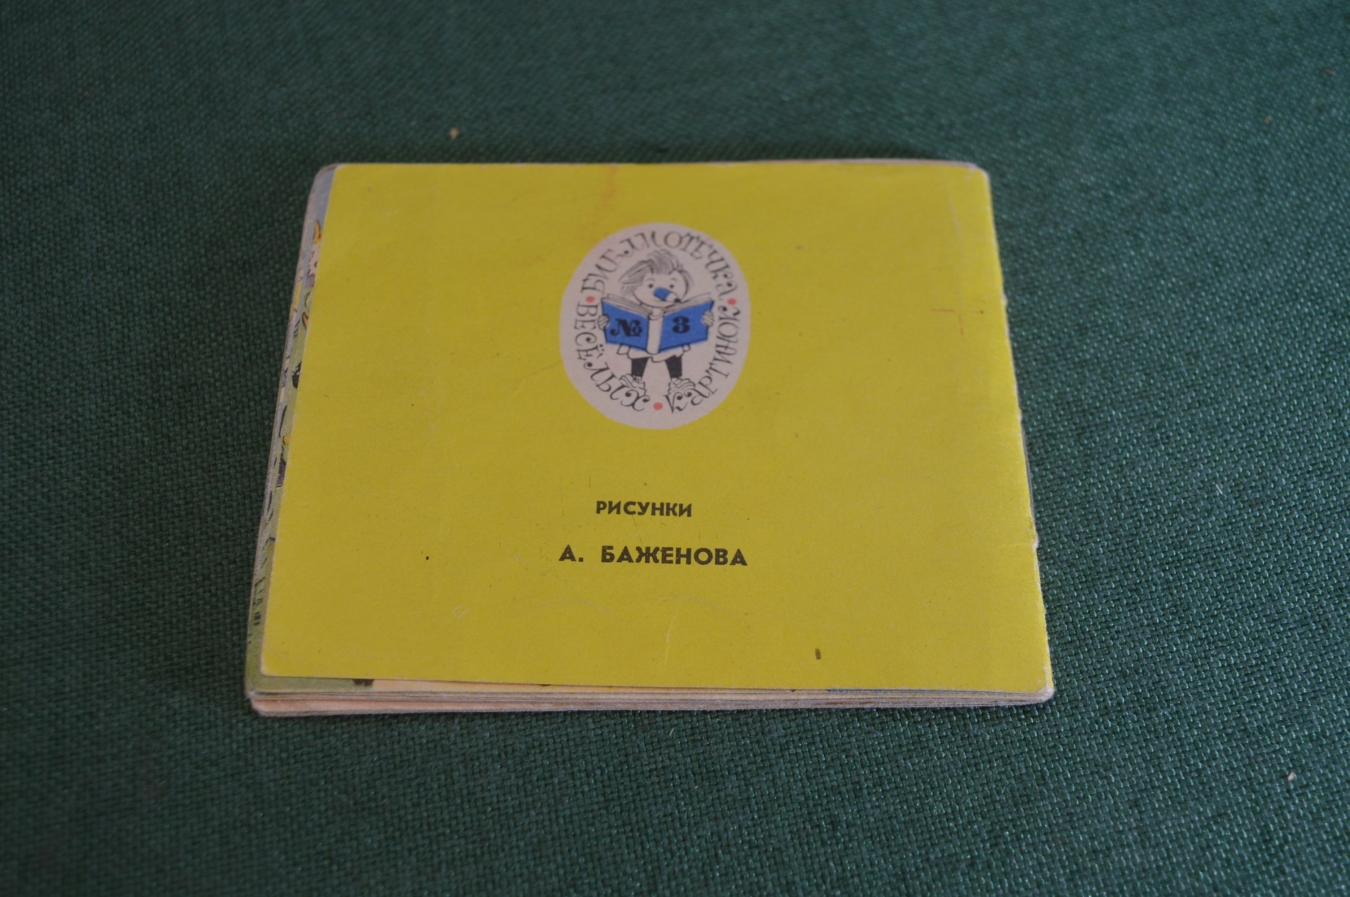 БИБЛИОТЕЧКА
ВЕСЁЛЫХ • КАРТИНОК
№ 3
РИСУНКИ
А. БАЖЕНОВА